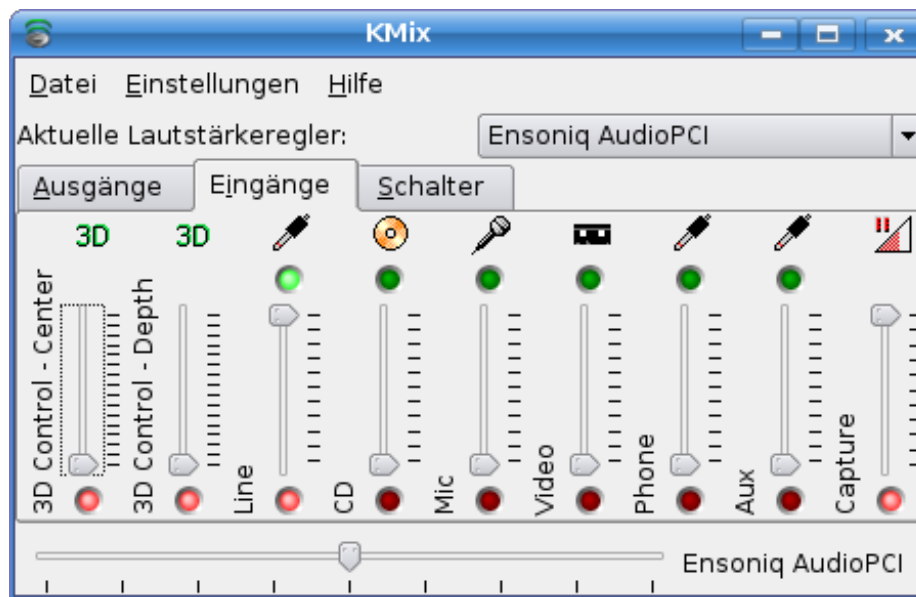 KMix
Datei Einstellungen Hilfe
Aktuelle Lautstärkeregler: Ensoniq AudioPCI
Ausgänge Eingänge Schalter
3D 3D
3D Control - Center
3D Control - Depth
Line
CD
Mic
Video
Phone
Aux
Capture
Ensoniq AudioPCI